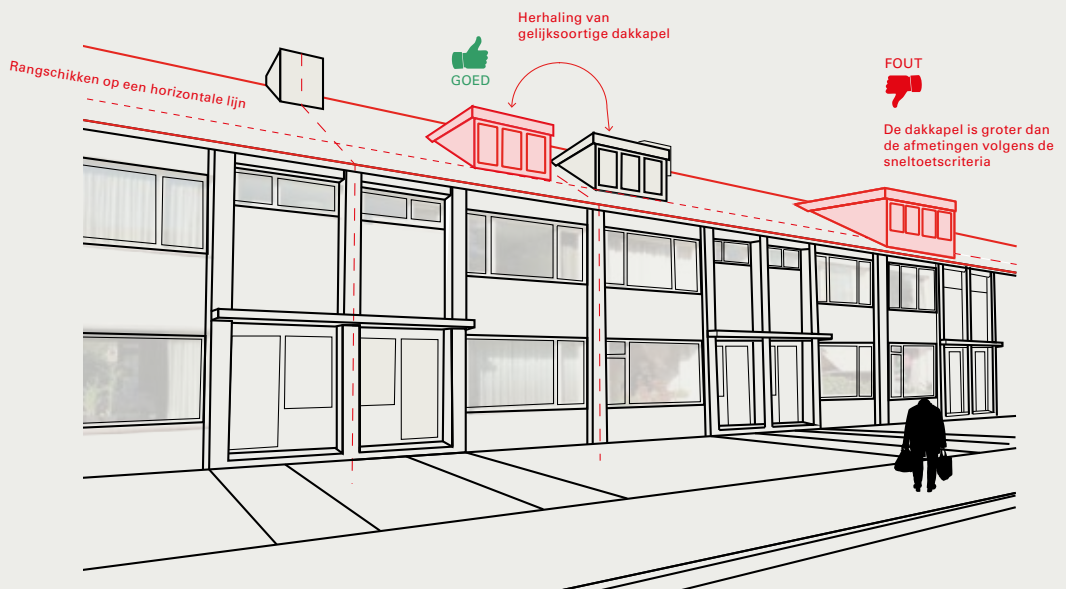 Rangschikken op een horizontale lijn
GOED
Herhaling van
gelijksoortige dakkapel
FOUT
De dakkapel is groter dan
de afmetingen volgens de
sneltoetscriteria